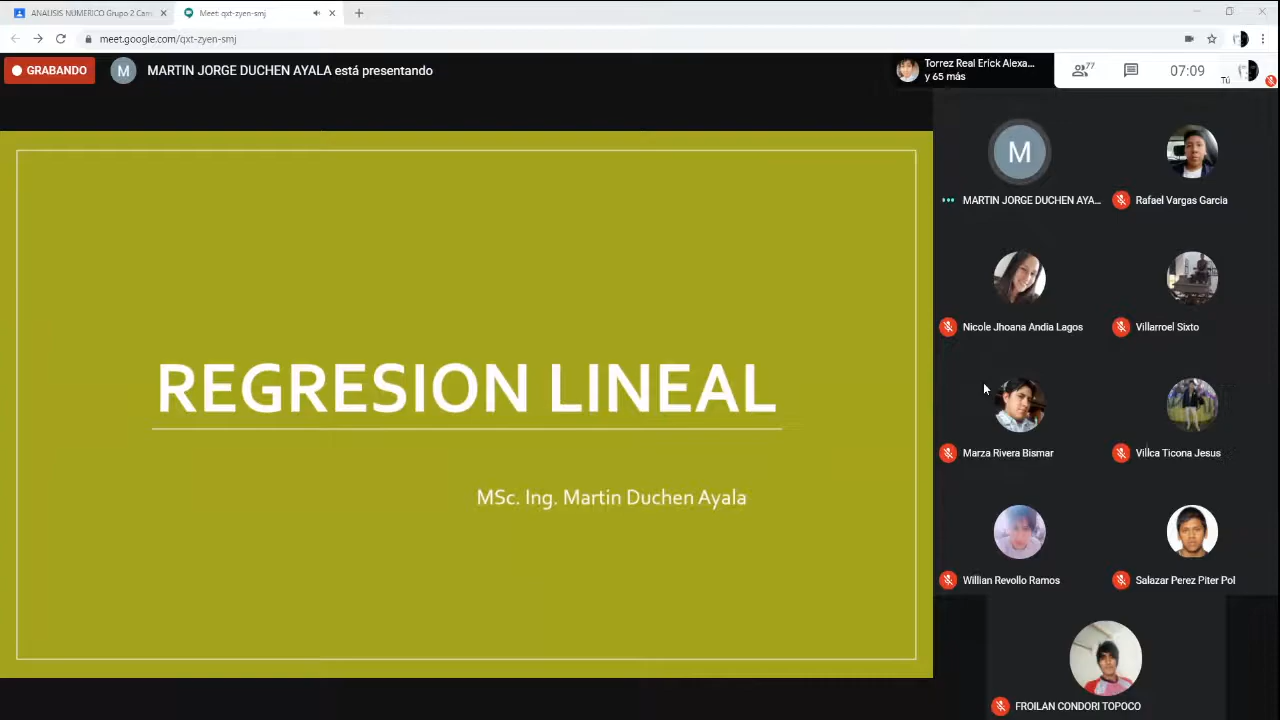 ANALISIS NUMERICO Grupo 2 Cam
Meet: qxt-zyen-smj
meet.google.com/qxt-zyen-smj
GRABANDO
M
MARTIN JORGE DUCHEN AYALA está presentando
Torrez Real Erick Alexa...
y 65 más
77
07:09
Tú
REGRESION LINEAL
MSc. Ing. Martin Duchen Ayala
M
MARTIN JORGE DUCHEN AYA...
Rafael Vargas Garcia
Nicole Jhoana Andia Lagos
Villarroel Sixto
Marza Rivera Bismar
Villca Ticona Jesus
Willian Revollo Ramos
Salazar Perez Piter Pol
FROILAN CONDORI TOPOCO